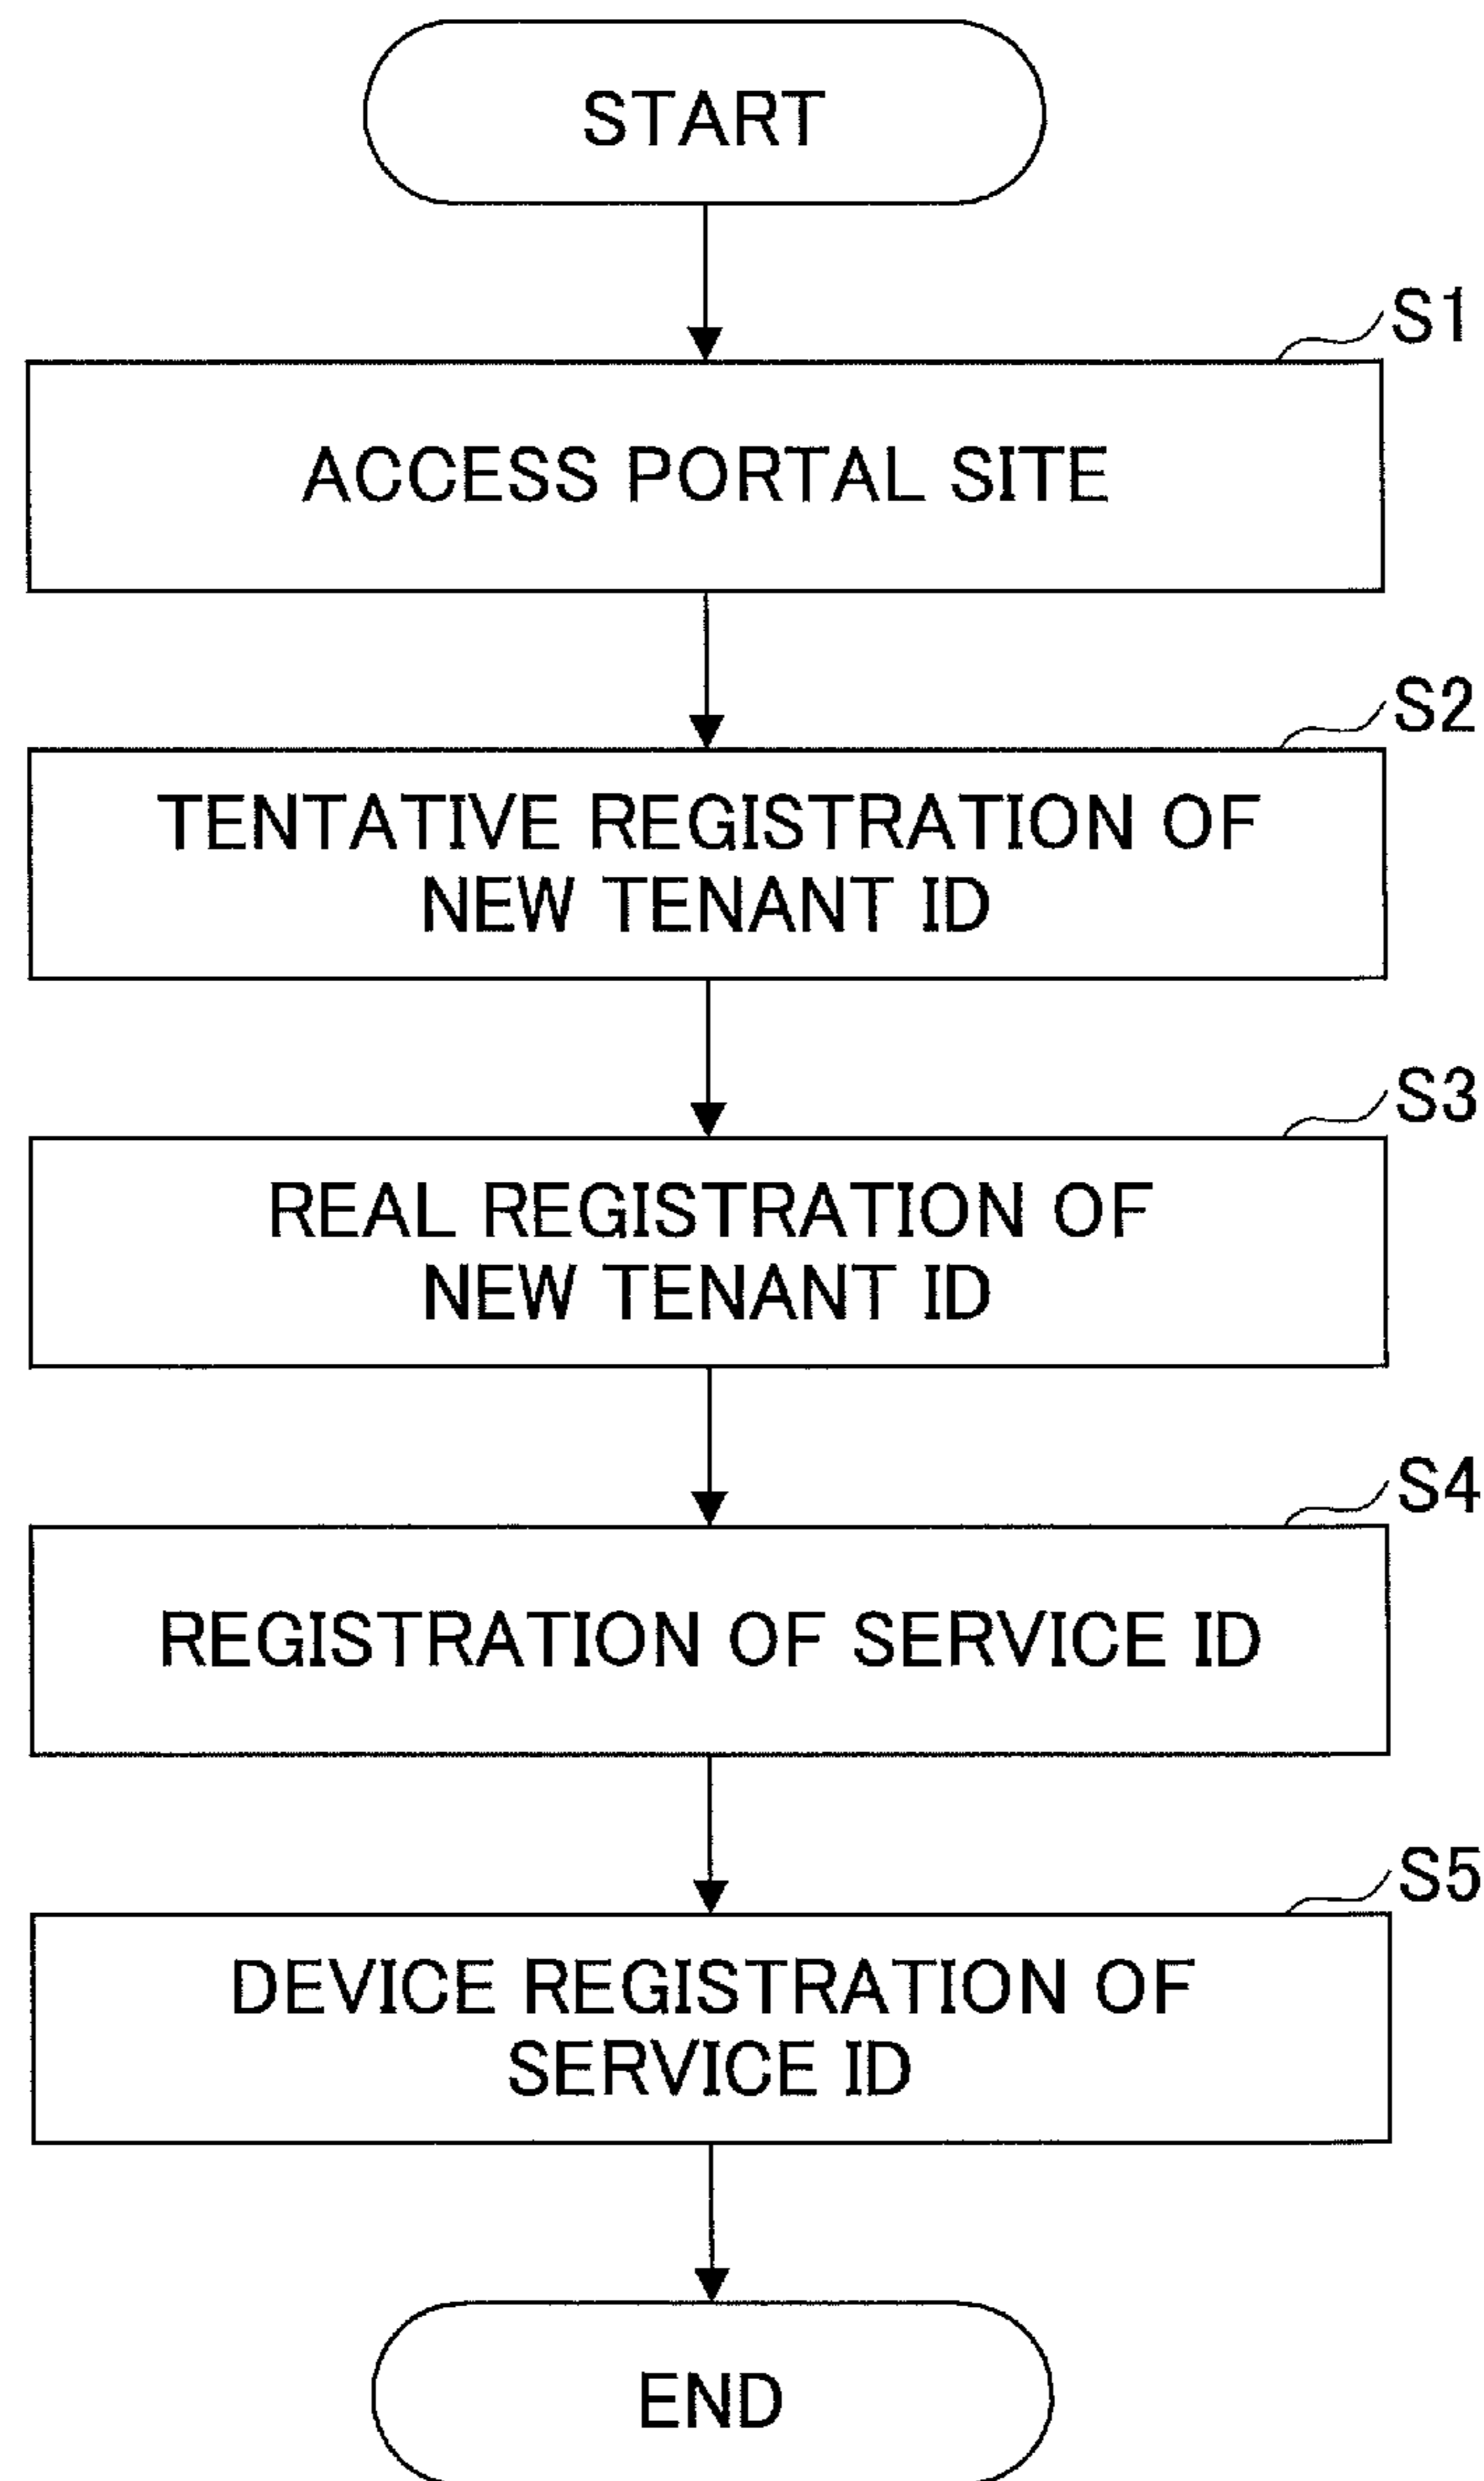 START
S1
ACCESS PORTAL SITE
S2
TENTATIVE REGISTRATION OF
NEW TENANT ID
S3
REAL REGISTRATION OF
NEW TENANT ID
S4
REGISTRATION OF SERVICE ID
S5
DEVICE REGISTRATION OF
SERVICE ID
END